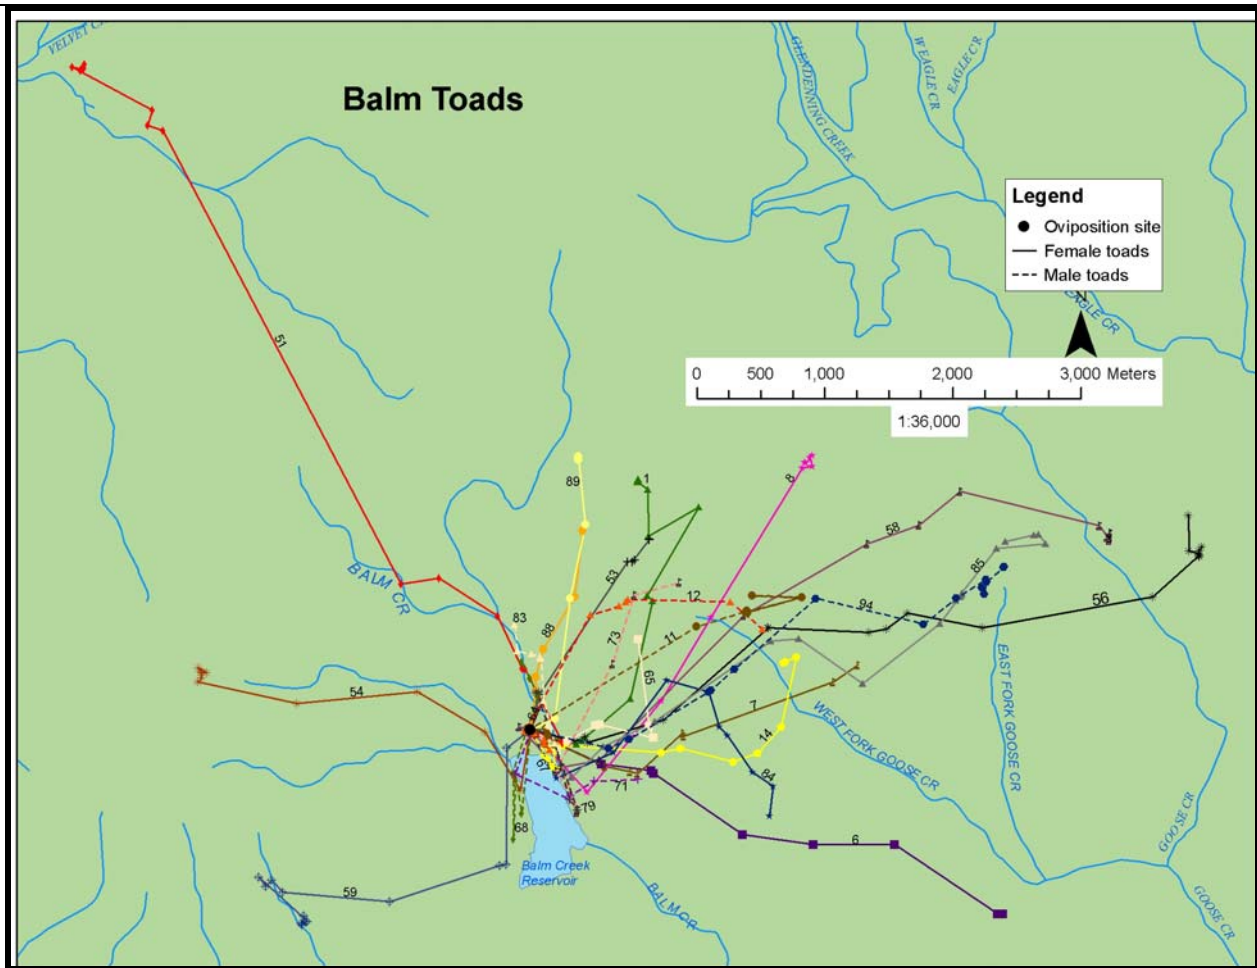 VELVET CR
Balm Toads
GLENDENNING CREEK
W EAGLE CR
EAGLE CR
Legend
Oviposition site
Female toads
Male toads
EAGLE CR
0 500 1,000 2,000 3,000 Meters
1:36,000
51
89
1
8
58
53
85
BALM CR
12
94
56
83
88
73
11
65
54
7
WEST FORK GOOSE CR
EAST FORK GOOSE CR
14
67
84
71
79
68
6
GOOSE CR
Balm Creek
Reservoir
59
BALM CR
GOOSE CR